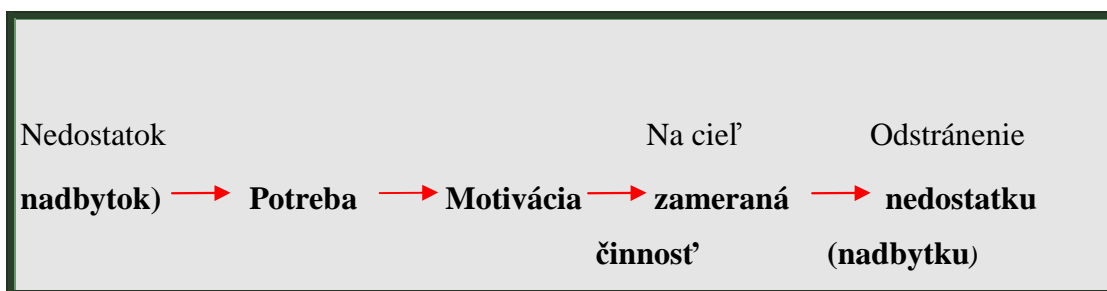 Nedostatok Na cieľ Odstránenie
nadbytok) Potreba Motivácia zameraná nedostatku
činnosť (nadbytku)